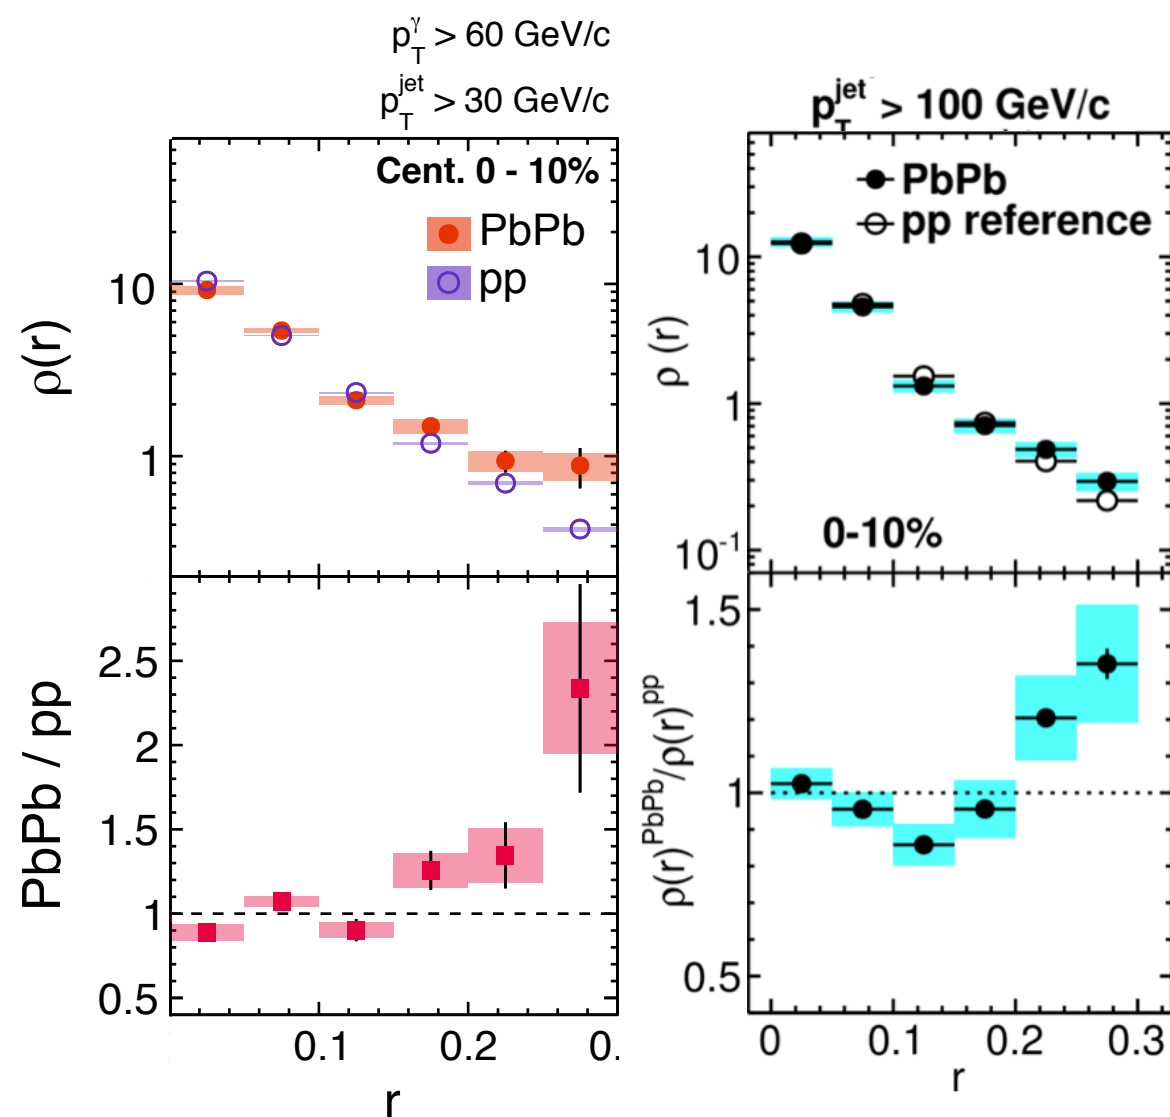 p_T^γ > 60 GeV/c
p_T^jet > 30 GeV/c
Cent. 0 - 10%
PbPb
pp
10
1
ρ(r)
2.5
2
1.5
1
0.5
PbPb / pp
0.1
0.2
0.
r
p_T^jet > 100 GeV/c
PbPb
pp reference
10
1
10^-1
ρ (r)
0-10%
1.5
1
0.5
ρ(r)^PbPb/ρ(r)^pp
0
0.1
0.2
0.3
r